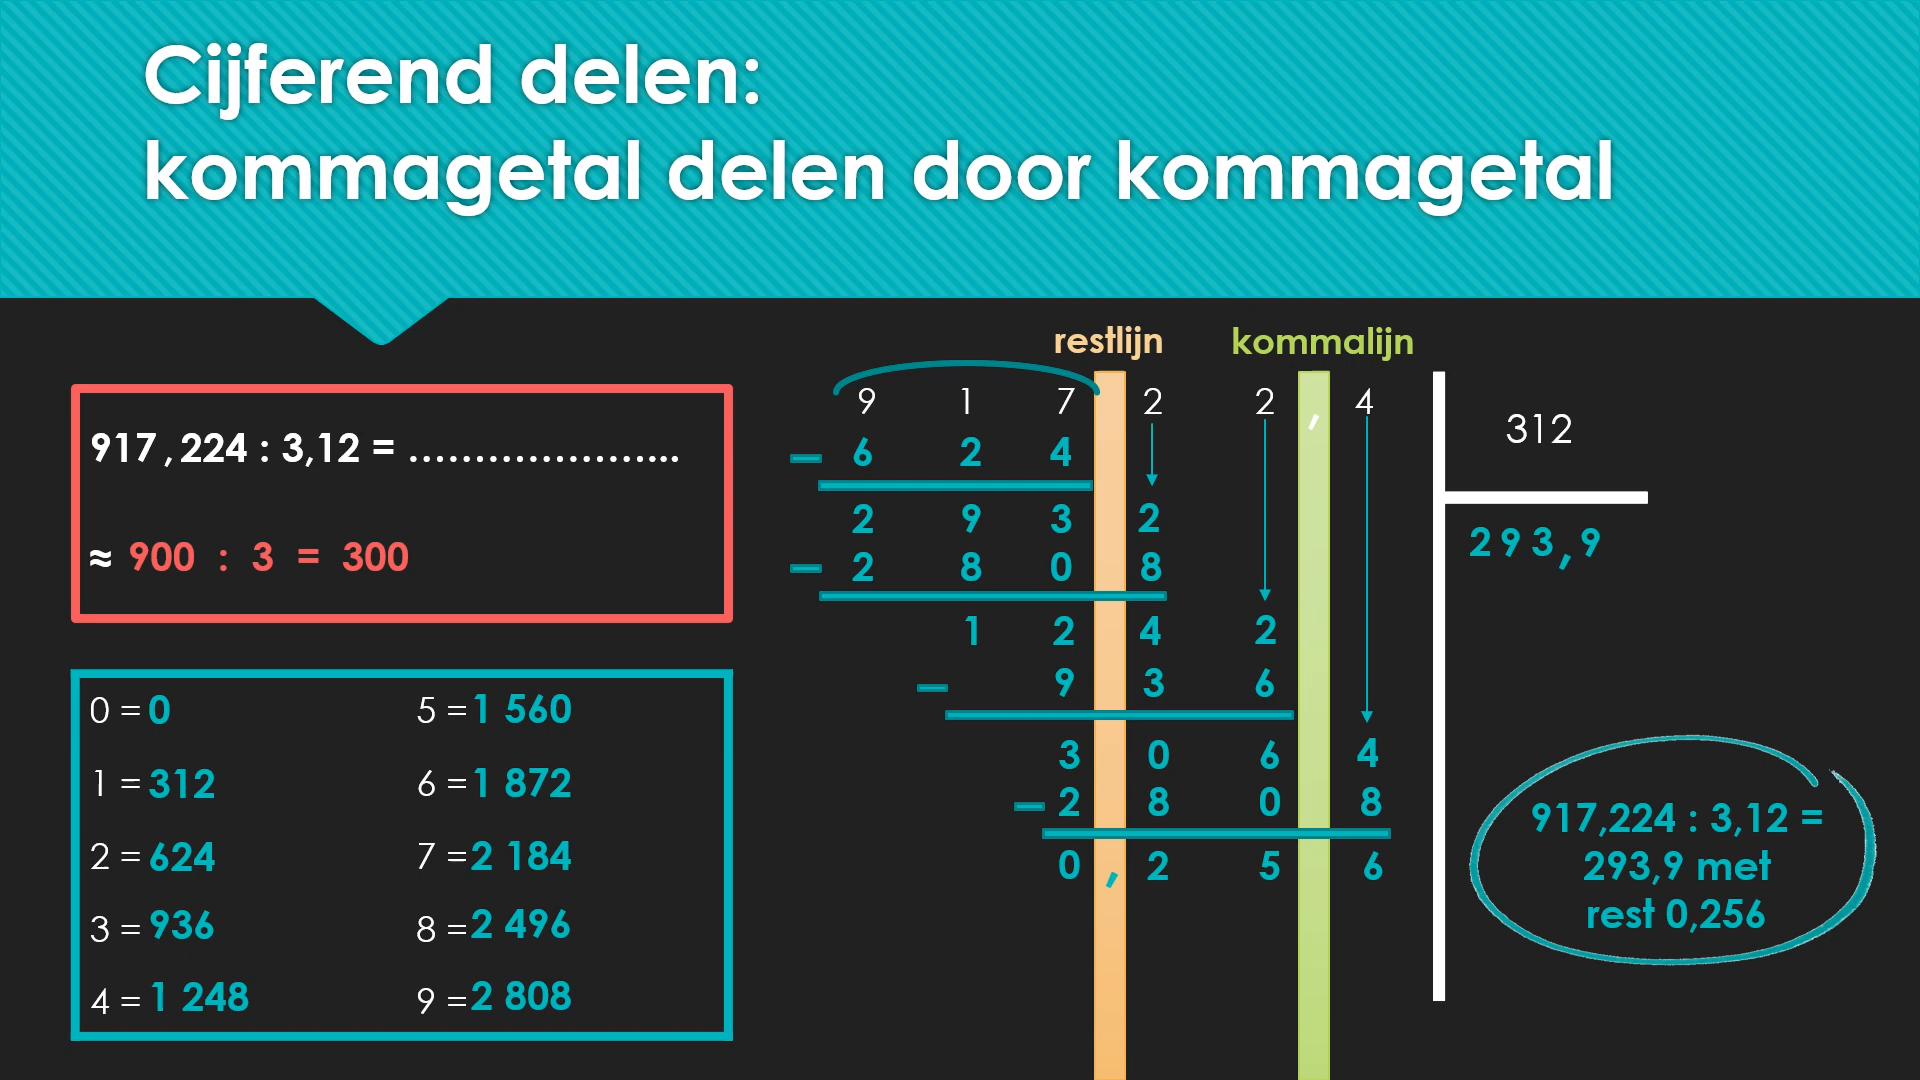 Cijferend delen:
kommagetal delen door kommagetal
917,224 : 3,12 = …………………..
≈ 900 : 3 = 300
0 = 0
1 = 312
2 = 624
3 = 936
4 = 1 248
5 = 1 560
6 = 1 872
7 = 2 184
8 = 2 496
9 = 2 808
restlijn kommalijn
9 1 7 2 2 , 4
312
– 6 2 4
2 9 3 2
293,9
– 2 8 0 8
1 2 4 2
– 9 3 6
3 0 6 4
– 2 8 0 8
0 , 2 5 6
917,224 : 3,12 =
293,9 met
rest 0,256